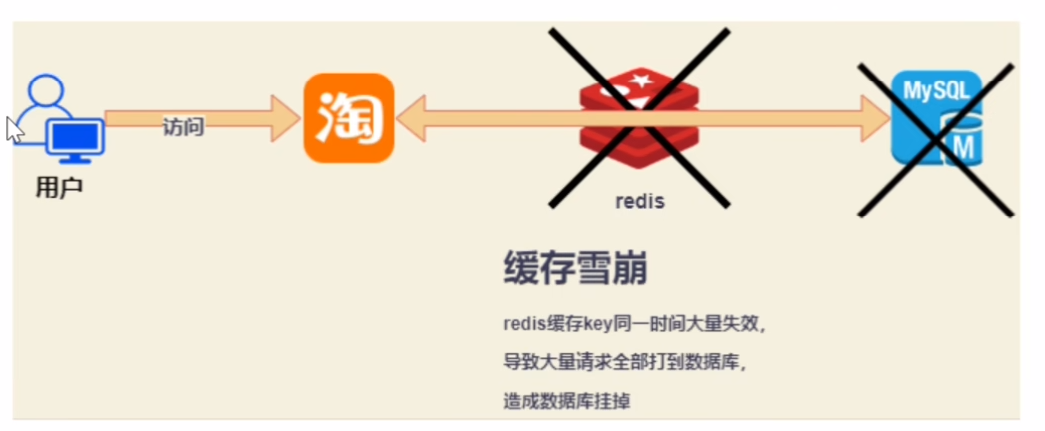 访问
淘
MySQL
M
用户
redis
缓存雪崩
redis缓存key同一时间大量失效，
导致大量请求全部打到数据库，
造成数据库挂掉